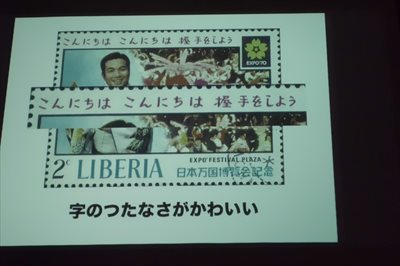 こんにちは こんにちは 握手をしよう
EXPO'70
こんにちは こんにちは 握手をしよう
EXPO' FESTIVAL PLAZA
2c LIBERIA 日本万国博覧会記念
字のつたなさがかわいい